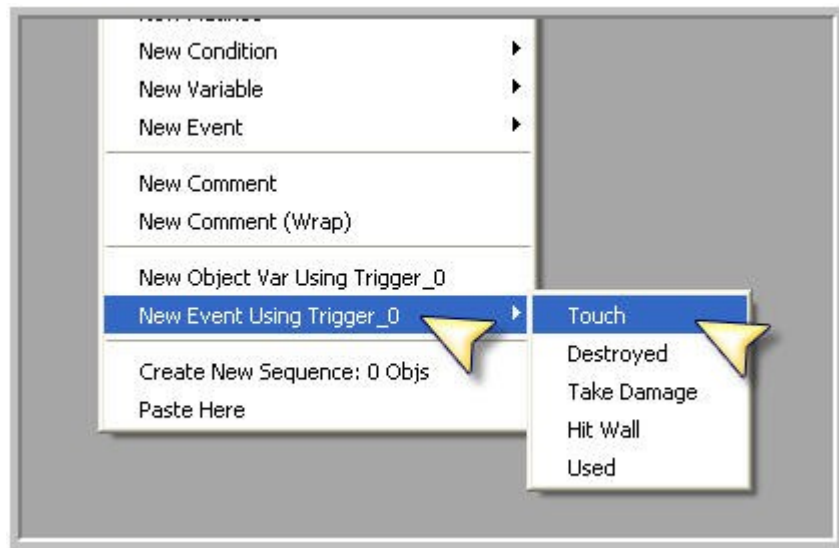 New Condition
New Variable
New Event
New Comment
New Comment (Wrap)
New Object Var Using Trigger_0
New Event Using Trigger_0
Touch
Destroyed
Take Damage
Hit Wall
Used
Create New Sequence: 0 Objs
Paste Here